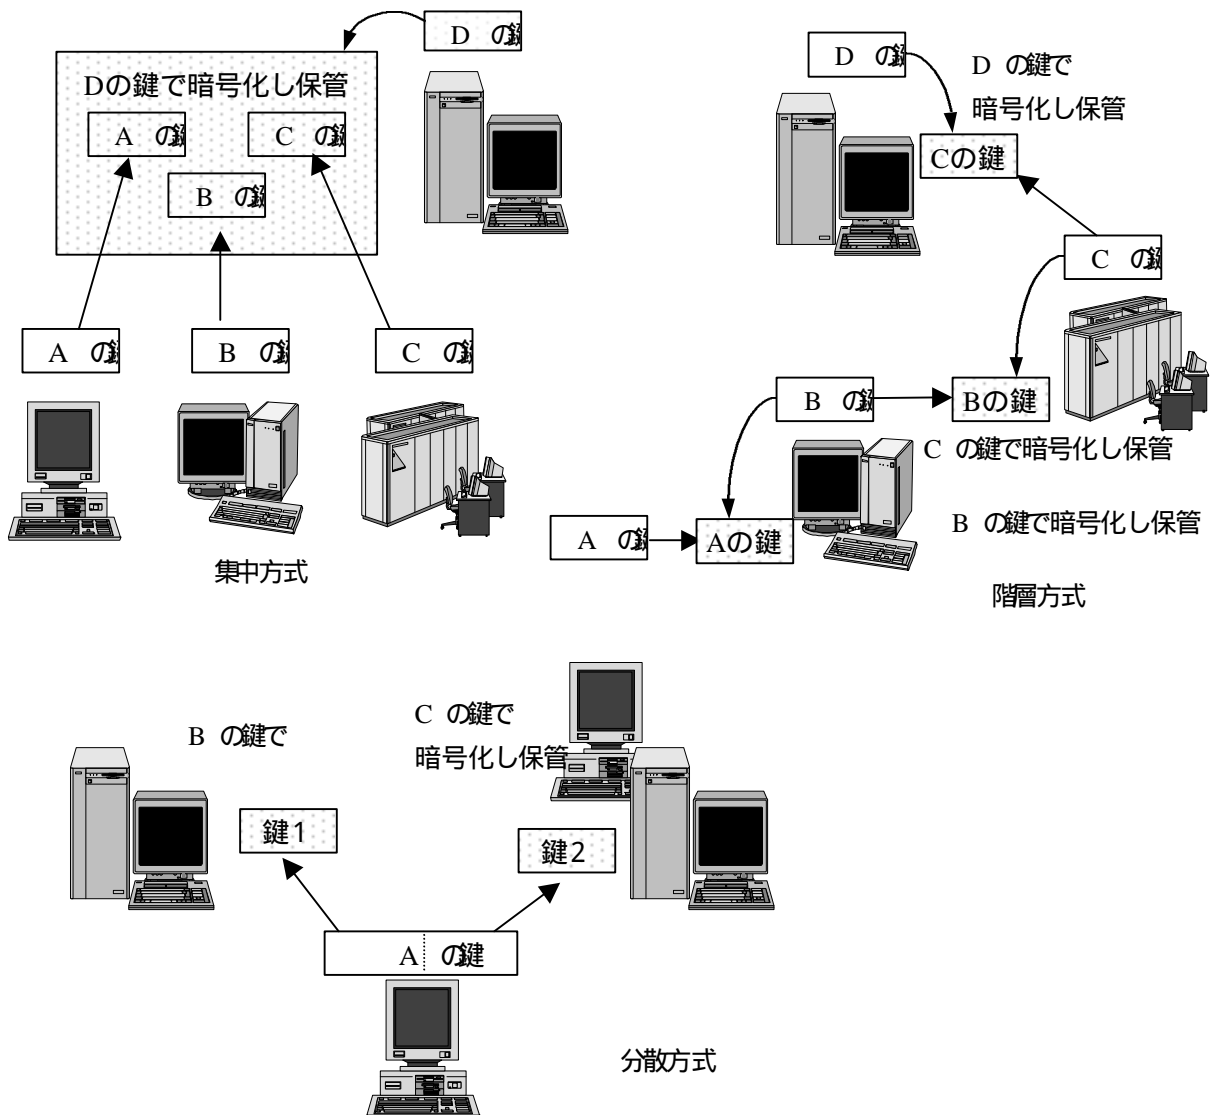 D の鍵
Dの鍵で暗号化し保管
A の鍵
C の鍵
B の鍵
A の鍵
B の鍵
C の鍵
集中方式
D の鍵
D の鍵で
暗号化し保管
Cの鍵
C の鍵
B の鍵
Bの鍵
C の鍵で暗号化し保管
A の鍵
Aの鍵
B の鍵で暗号化し保管
階層方式
B の鍵で
C の鍵で
暗号化し保管
鍵1
鍵2
A の鍵
分散方式